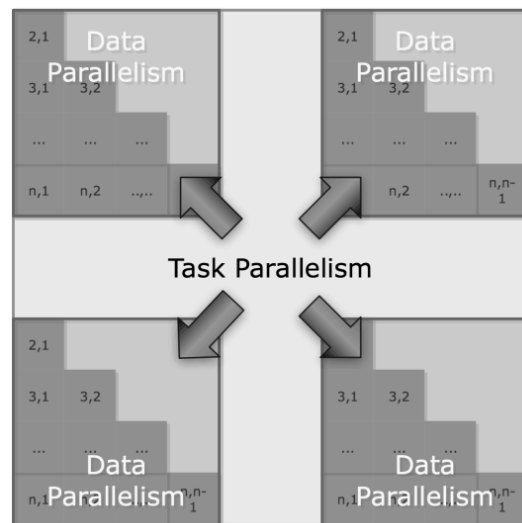 2,1
Data
Parallelism
3,1 3,2
... ... ...
n,1 n,2 ..,..
2,1
Data
Parallelism
3,1 3,2
... ... ...
n,2 ..,.. n,n-
1
Task Parallelism
2,1
3,1 3,2
... ... ...
Data
Parallelism
n,1 n,n-
1
3,1 3,2
... ... ...
Data
Parallelism
n,1 n,n-
1